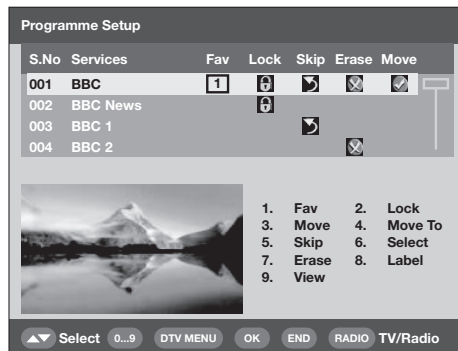 Programme Setup
S.No Services Fav Lock Skip Erase Move
001 BBC 1
002 BBC News
003 BBC 1
004 BBC 2
1. Fav 2. Lock
3. Move 4. Move To
5. Skip 6. Select
7. Erase 8. Label
9. View
Select 0...9 DTV MENU OK END RADIO TV/Radio